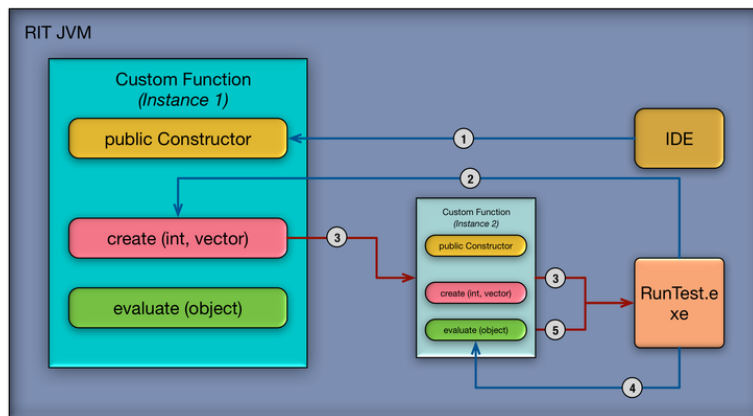 RIT JVM
Custom Function
(Instance 1)
public Constructor
1
IDE
2
create (int, vector)
3
Custom Function
(Instance 2)
public Constructor
create (int, vector)
3
evaluate (object)
5
RunTest.e
xe
evaluate (object)
4